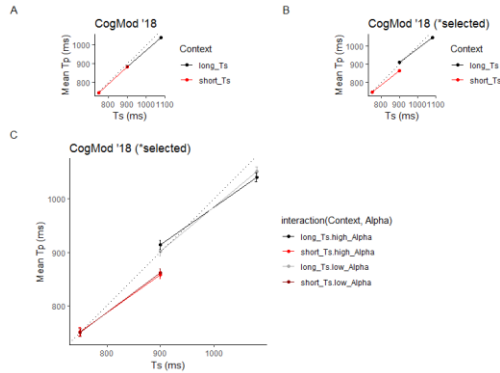 A
CogMod '18
Mean Tp (ms)
1000
900
800
800 900 1000 1100
Ts (ms)
Context
long_Ts
short_Ts
B
CogMod '18 (*selected)
Mean Tp (ms)
1000
900
800
800 900 1000 1100
Ts (ms)
Context
long_Ts
short_Ts
C
CogMod '18 (*selected)
Mean Tp (ms)
1000
900
800
800 900 1000
Ts (ms)
interaction(Context, Alpha)
long_Ts.high_Alpha
short_Ts.high_Alpha
long_Ts.low_Alpha
short_Ts.low_Alpha